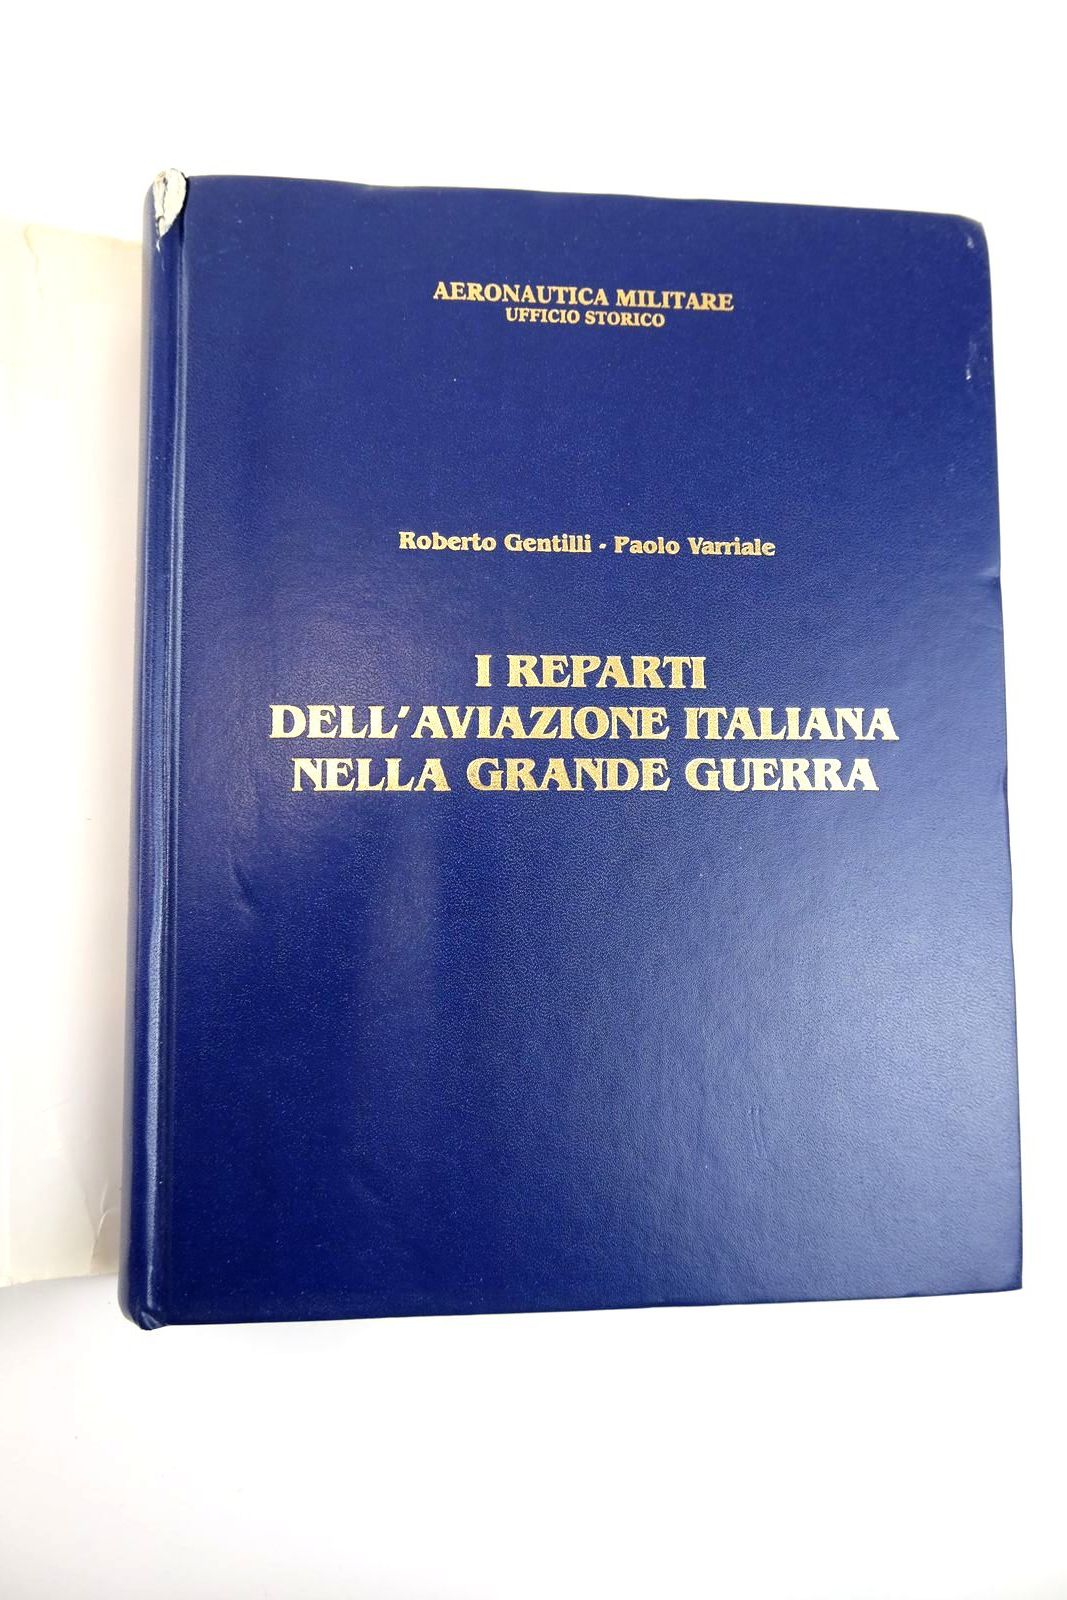 AERONAUTICA MILITARE
UFFICIO STORICO
Roberto Gentilli - Paolo Varriale
I REPARTI
DELL'AVIAZIONE ITALIANA
NELLA GRANDE GUERRA